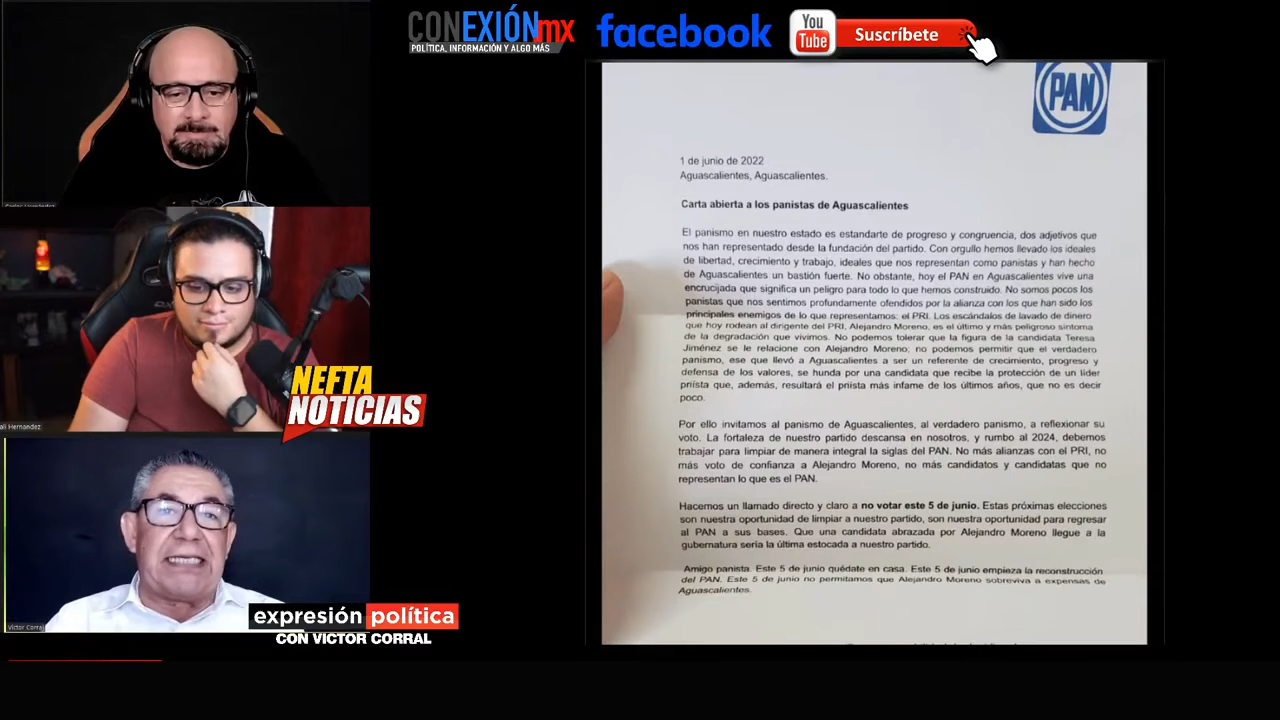 CONEXIÓNmx
POLÍTICA, INFORMACIÓN Y ALGO MÁS
facebook
You
Tube
Suscríbete
Carlos Hernández
ali Hernandez
NEFTA
NOTICIAS
Víctor Corral
expresión política
CON VICTOR CORRAL
PAN
1 de junio de 2022
Aguascalientes, Aguascalientes.
Carta abierta a los panistas de Aguascalientes
El panismo en nuestro estado es estandarte de progreso y congruencia, dos adjetivos que
nos han representado desde la fundación del partido. Con orgullo hemos llevado los ideales
de libertad, crecimiento y trabajo, ideales que nos representan como panistas y han hecho
de Aguascalientes un bastión fuerte. No obstante, hoy el PAN en Aguascalientes vive una
encrucijada que significa un peligro para todo lo que hemos construido. No somos pocos los
panistas que nos sentimos profundamente ofendidos por la alianza con los que han sido los
principales enemigos de lo que representamos: el PRI. Los escándalos de lavado de dinero
que hoy rodean al dirigente del PRI, Alejandro Moreno, es el último y más peligroso síntoma
de la degradación que vivimos. No podemos tolerar que la figura de la candidata Teresa
Jiménez se le relacione con Alejandro Moreno; no podemos permitir que el verdadero
panismo, ese que llevó a Aguascalientes a ser un referente de crecimiento, progreso y
defensa de los valores, se hunda por una candidata que recibe la protección de un líder
priista que, además, resultará el priista más infame de los últimos años, que no es decir
poco.
Por ello invitamos al panismo de Aguascalientes, al verdadero panismo, a reflexionar su
voto. La fortaleza de nuestro partido descansa en nosotros, y rumbo al 2024, debemos
trabajar para limpiar de manera integral la siglas del PAN. No más alianzas con el PRI, no
más voto de confianza a Alejandro Moreno, no más candidatos y candidatas que no
representan lo que es el PAN.
Hacemos un llamado directo y claro a no votar este 5 de junio. Estas próximas elecciones
son nuestra oportunidad de limpiar a nuestro partido, son nuestra oportunidad para regresar
al PAN a sus bases. Que una candidata abrazada por Alejandro Moreno llegue a la
gubernatura sería la última estocada a nuestro partido.
Amigo panista. Este 5 de junio quédate en casa. Este 5 de junio empieza la reconstrucción
del PAN. Este 5 de junio no permitamos que Alejandro Moreno sobreviva a expensas de
Aguascalientes.